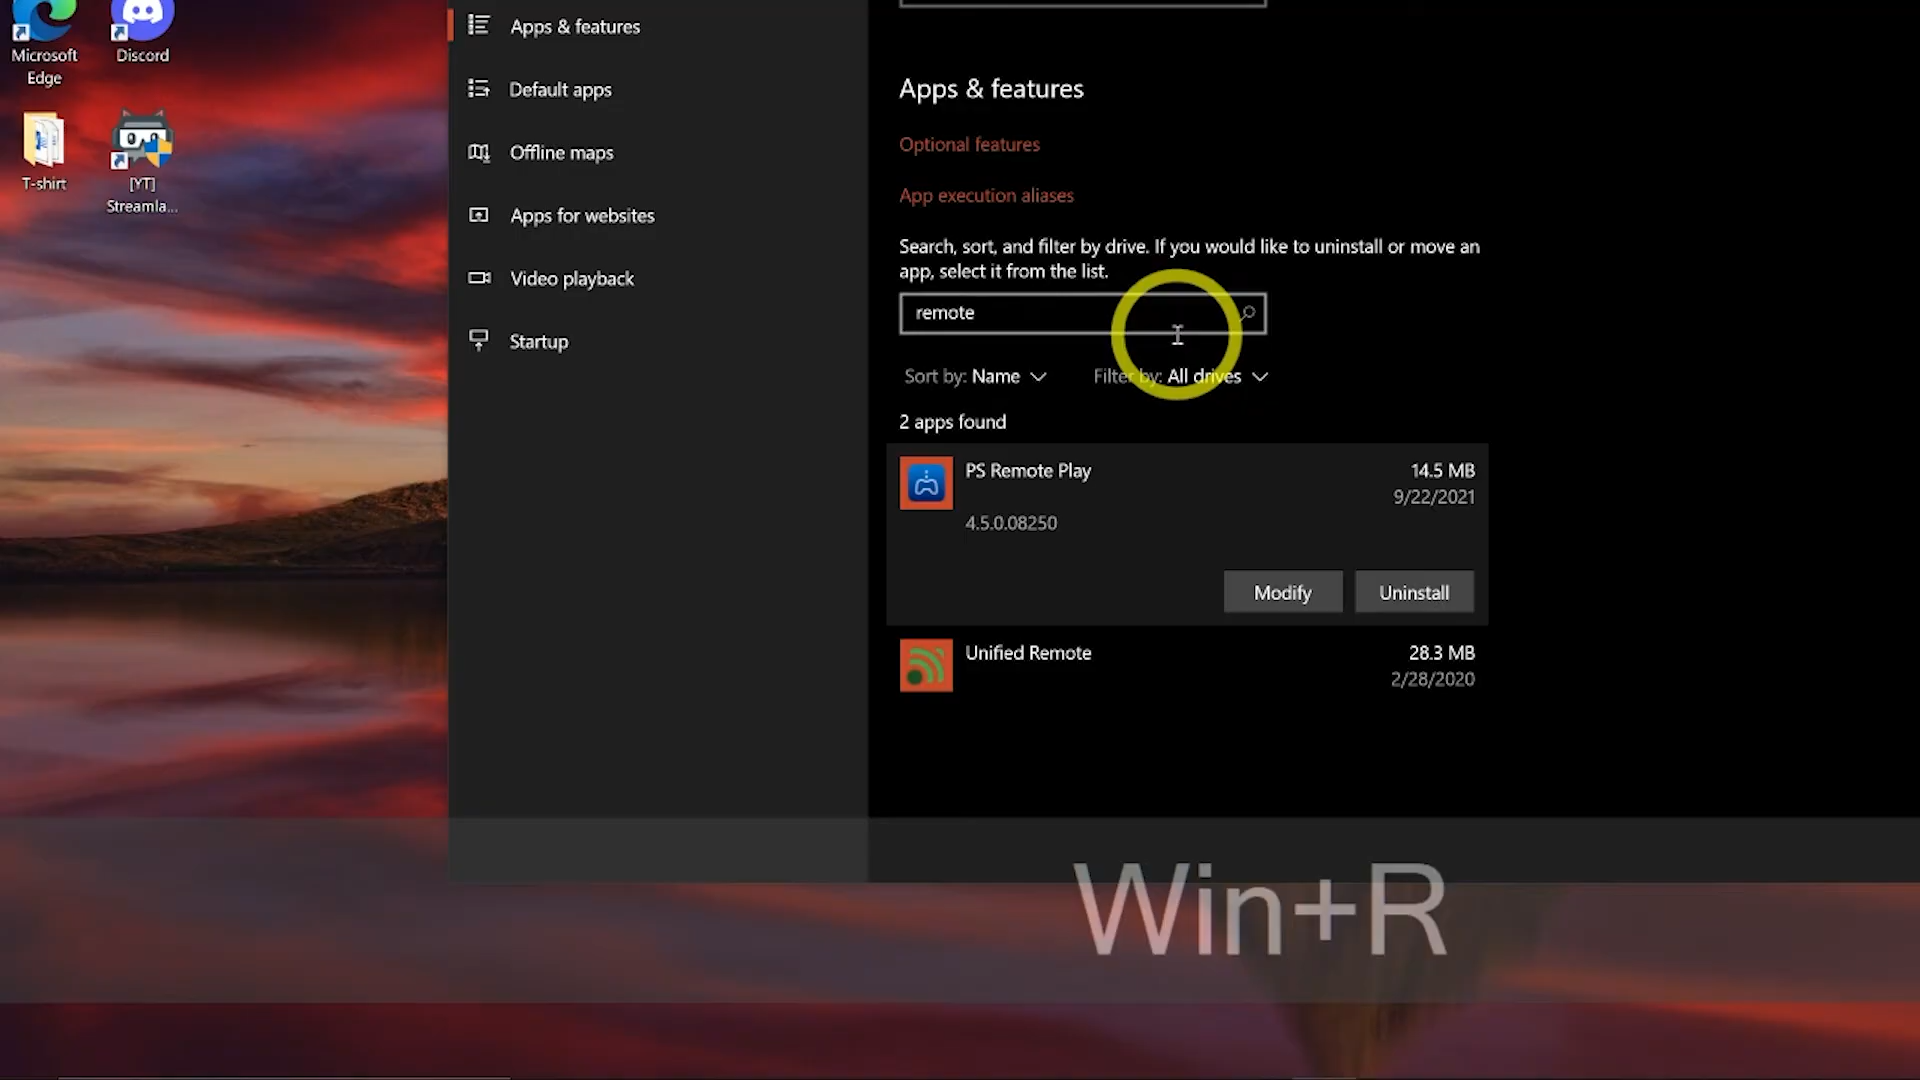 Microsoft
Edge
Discord
T-shirt
[YT]
Streamla...
Apps & features
Default apps
Offline maps
Apps for websites
Video playback
Startup
Apps & features
Optional features
App execution aliases
Search, sort, and filter by drive. If you would like to uninstall or move an
app, select it from the list.
remote
Sort by: Name
Filter by: All drives
2 apps found
PS Remote Play
14.5 MB
9/22/2021
4.5.0.08250
Modify
Uninstall
Unified Remote
28.3 MB
2/28/2020
Win+R